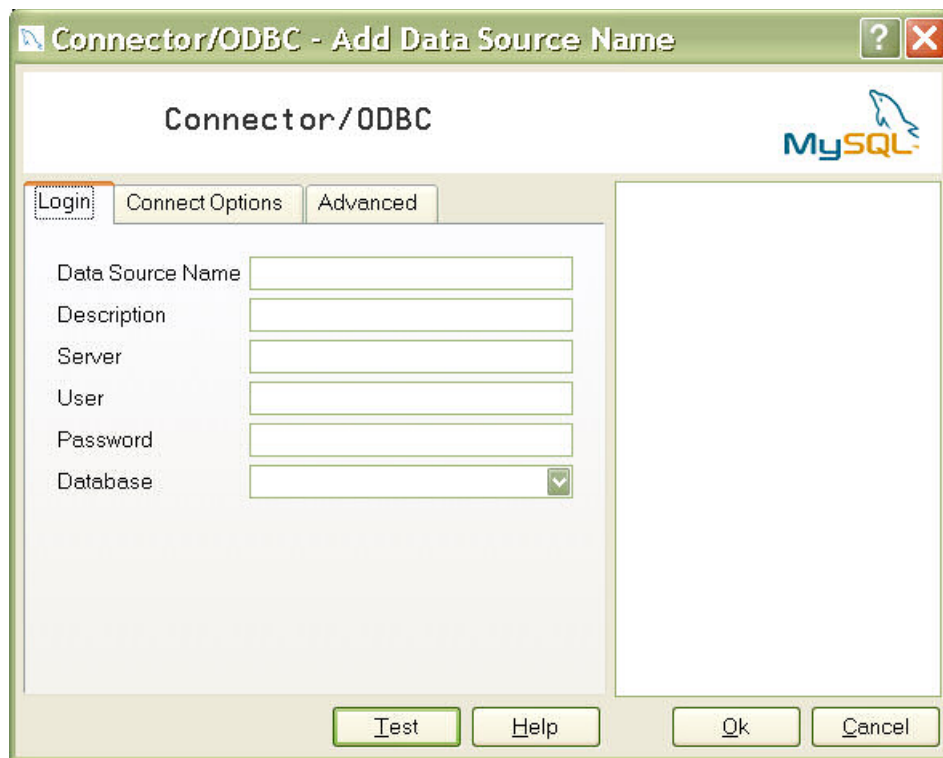 Connector/ODBC - Add Data Source Name
?
Connector/ODBC
MySQL™
Login
Connect Options
Advanced
Data Source Name
Description
Server
User
Password
Database
Test
Help
Ok
Cancel